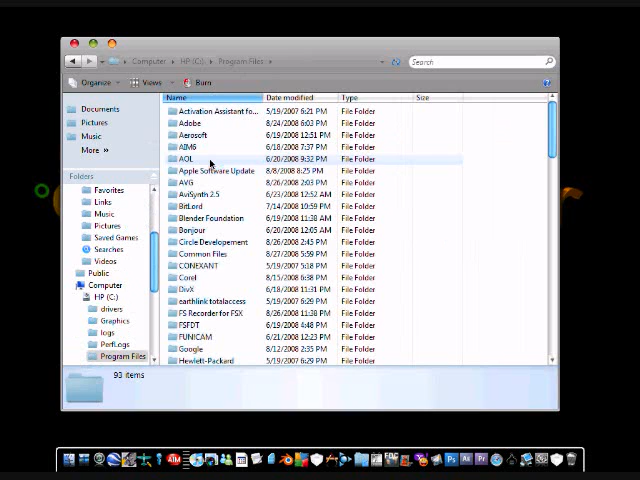 Computer › HP (C:) › Program Files ›
Search
Organize Views Burn
Documents
Pictures
Music
More »
Folders
Favorites
Links
Music
Pictures
Saved Games
Searches
Videos
Public
Computer
HP (C:)
drivers
Graphics
logs
PerfLogs
Program Files
Name Date modified Type Size
Activation Assistant fo... 5/19/2007 6:21 PM File Folder
Adobe 8/24/2008 6:03 PM File Folder
Aerosoft 6/19/2008 12:51 PM File Folder
AIM6 6/18/2008 7:37 PM File Folder
AOL 6/20/2008 9:32 PM File Folder
Apple Software Update 8/8/2008 8:25 PM File Folder
AVG 8/26/2008 2:03 PM File Folder
AviSynth 2.5 6/23/2008 12:52 AM File Folder
BitLord 7/14/2008 10:59 PM File Folder
Blender Foundation 6/19/2008 11:38 AM File Folder
Bonjour 6/20/2008 12:05 AM File Folder
Circle Developement 8/26/2008 2:45 PM File Folder
Common Files 8/27/2008 5:59 PM File Folder
CONEXANT 5/19/2007 5:18 PM File Folder
Corel 8/15/2008 6:38 PM File Folder
DivX 6/18/2008 11:31 PM File Folder
earthlink totalaccess 5/19/2007 6:29 PM File Folder
FS Recorder for FSX 8/26/2008 11:38 PM File Folder
FSFDT 6/19/2008 4:48 PM File Folder
FUNICAM 6/21/2008 12:23 PM File Folder
Google 8/12/2008 2:35 PM File Folder
Hewlett-Packard 5/19/2007 6:29 PM File Folder
93 items
AIM
Ps Ae Pr